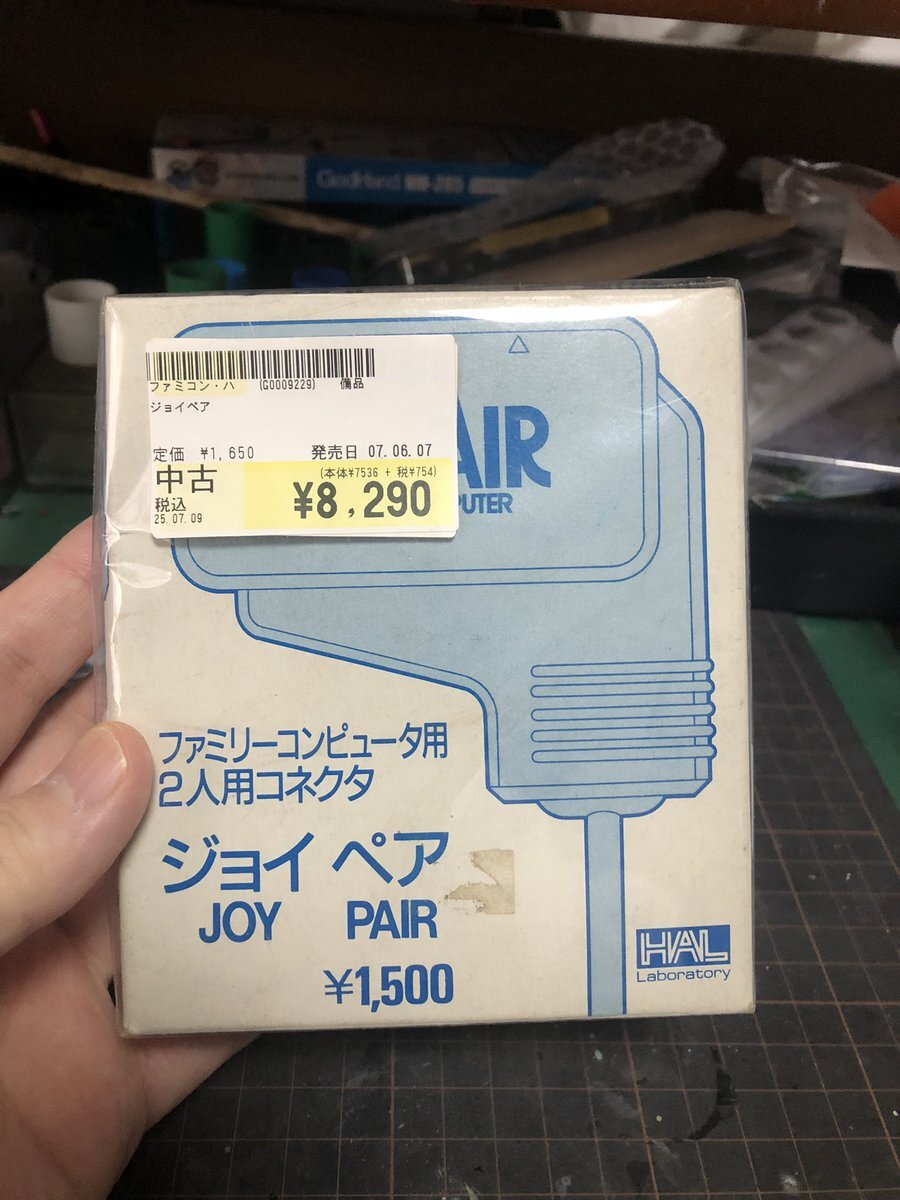 GodHand
ファミコン・ハ (G0009229) 備品
ジョイペア
定価 ¥1,650 発売日 07.06.07
中古 (本体¥7536 + 税¥754)
税込 ¥8,290
25.07.09
AIR
PUTER
ファミリーコンピュータ用
2人用コネクタ
ジョイ ペア
JOY PAIR
¥1,500
HAL
Laboratory